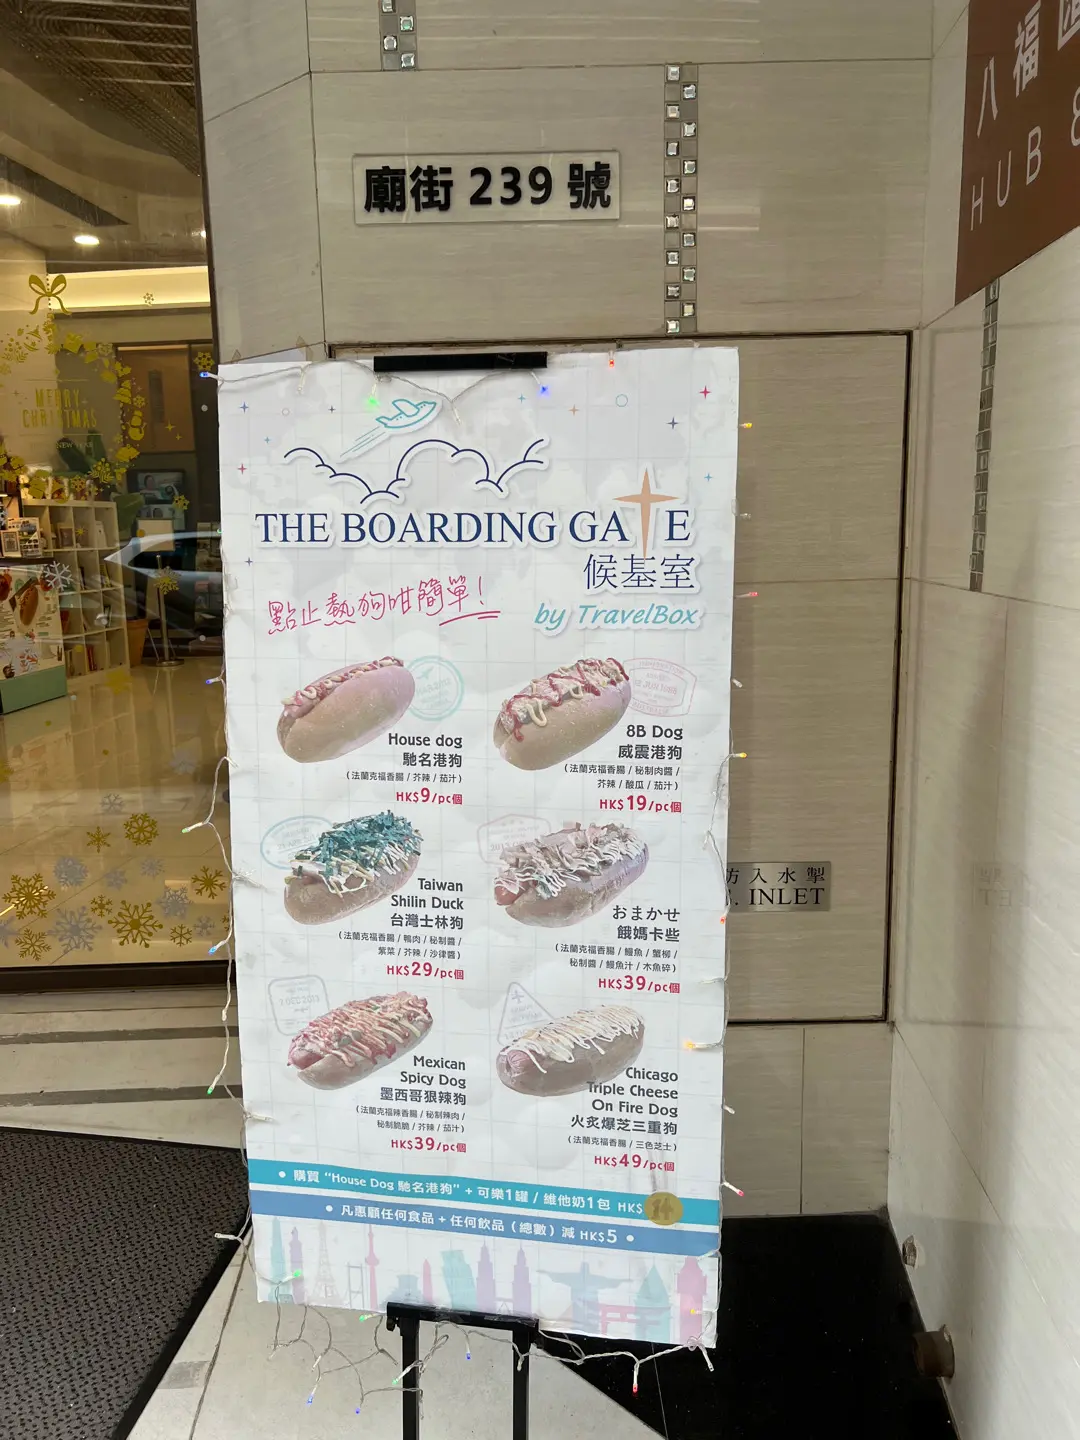 八福匯
HUB 8
廟街 239 號
MERRY
CHRISTMAS
NEW YEAR
THE BOARDING GATE
候基室
by TravelBox
點止熱狗咁簡單！
House dog
馳名港狗
(法蘭克福香腸 / 芥辣 / 茄汁)
HK$9/pc個
8B Dog
威震港狗
(法蘭克福香腸 / 秘制肉醬 /
芥辣 / 酸瓜 / 茄汁)
HK$19/pc個
Taiwan
Shilin Duck
台灣士林狗
(法蘭克福香腸 / 鴨肉 / 秘制醬 /
紫菜 / 芥辣 / 沙律醬)
HK$29/pc個
おまかせ
餓媽卡些
(法蘭克福香腸 / 鰻魚 / 蟹柳 /
秘制醬 / 鰻魚汁 / 木魚碎)
HK$39/pc個
Mexican
Spicy Dog
墨西哥狠辣狗
(法蘭克福辣香腸 / 秘制辣肉 /
秘制脆脆 / 芥辣 / 茄汁)
HK$39/pc個
Chicago
Triple Cheese
On Fire Dog
火炙爆芝三重狗
(法蘭克福香腸 / 三色芝士)
HK$49/pc個
• 購買 "House Dog 馳名港狗" + 可樂1罐 / 維他奶1包 HK$
• 凡惠顧任何食品 + 任何飲品 (總數) 減 HK$5 •
入水掣
. INLET